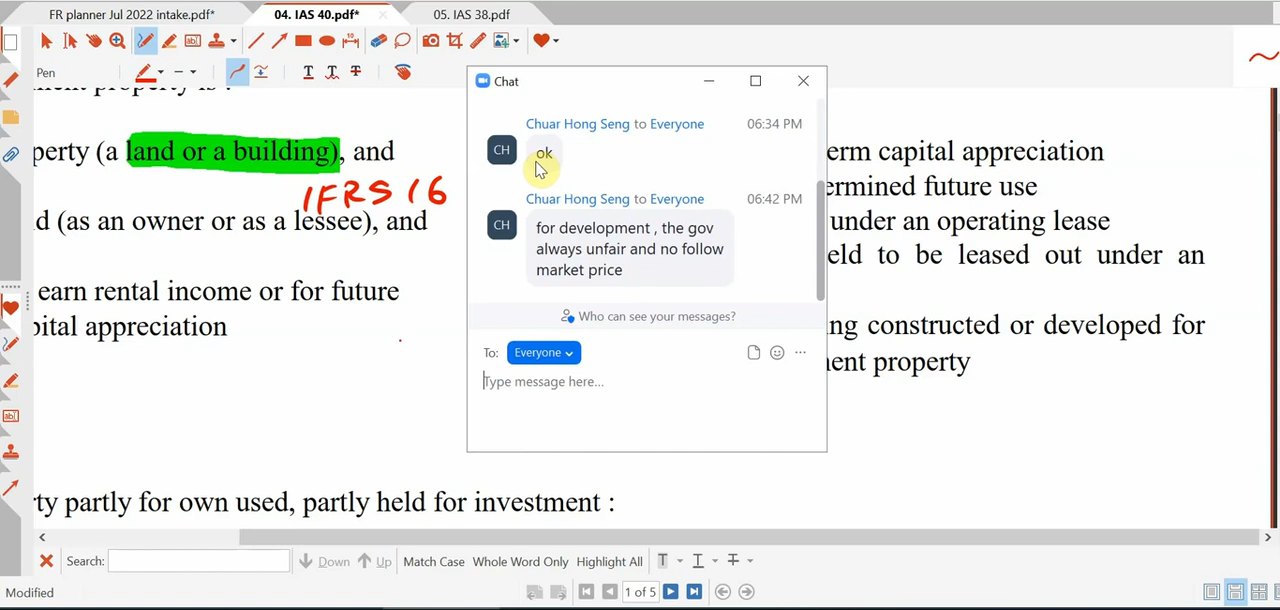 FR planner Jul 2022 intake.pdf*
04. IAS 40.pdf*
05. IAS 38.pdf
Pen
property is :
perty (a land or a building), and
IFRS 16
d (as an owner or as a lessee), and
earn rental income or for future
pital appreciation
rty partly for own used, partly held for investment :
Chat
Chuar Hong Seng to Everyone 06:34 PM
CH
ok
Chuar Hong Seng to Everyone 06:42 PM
CH
for development , the gov
always unfair and no follow
market price
Who can see your messages?
To: Everyone
Type message here...
erm capital appreciation
ermined future use
under an operating lease
eld to be leased out under an
ng constructed or developed for
ent property
Search: Down Up Match Case Whole Word Only Highlight All
Modified
1 of 5